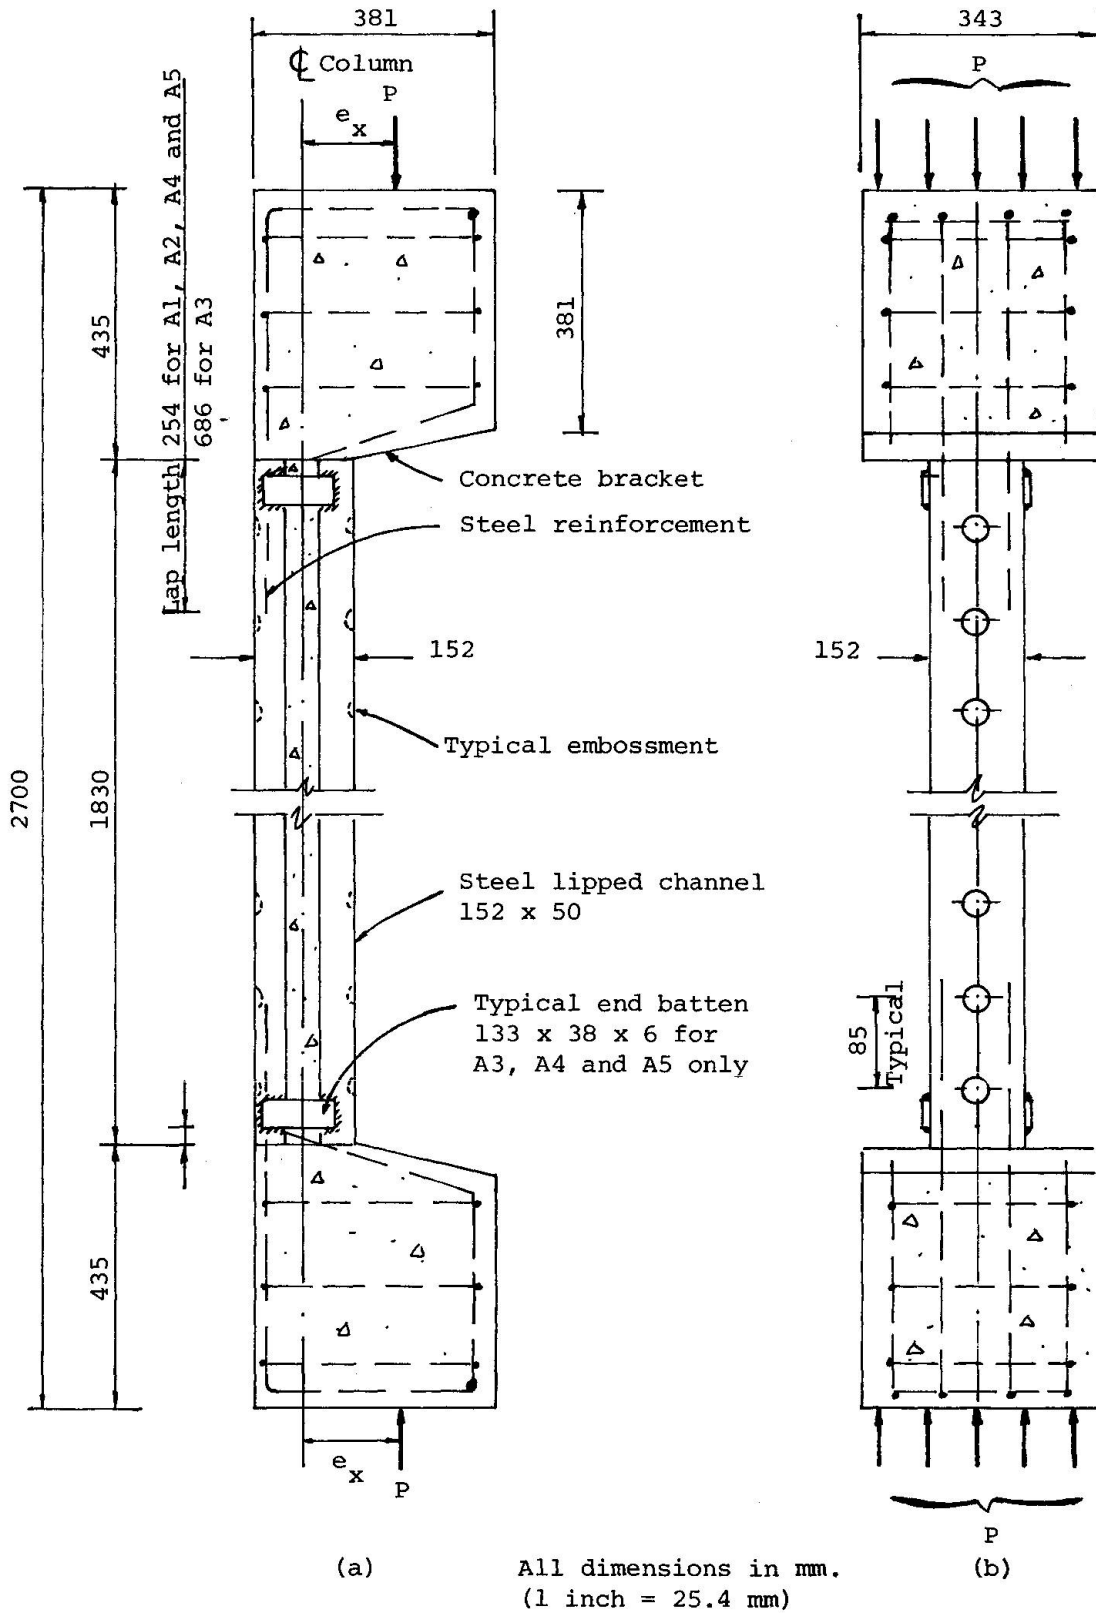 381
343
℄ Column
P
P
e x
Lap length 254 for A1, A2, A4 and A5
686 for A3
435
381
Concrete bracket
Steel reinforcement
152
152
Typical embossment
2700
1830
Steel lipped channel
152 x 50
Typical end batten
133 x 38 x 6 for
A3, A4 and A5 only
85
Typical
435
e x
P
P
(a)
All dimensions in mm.
(b)
(1 inch = 25.4 mm)